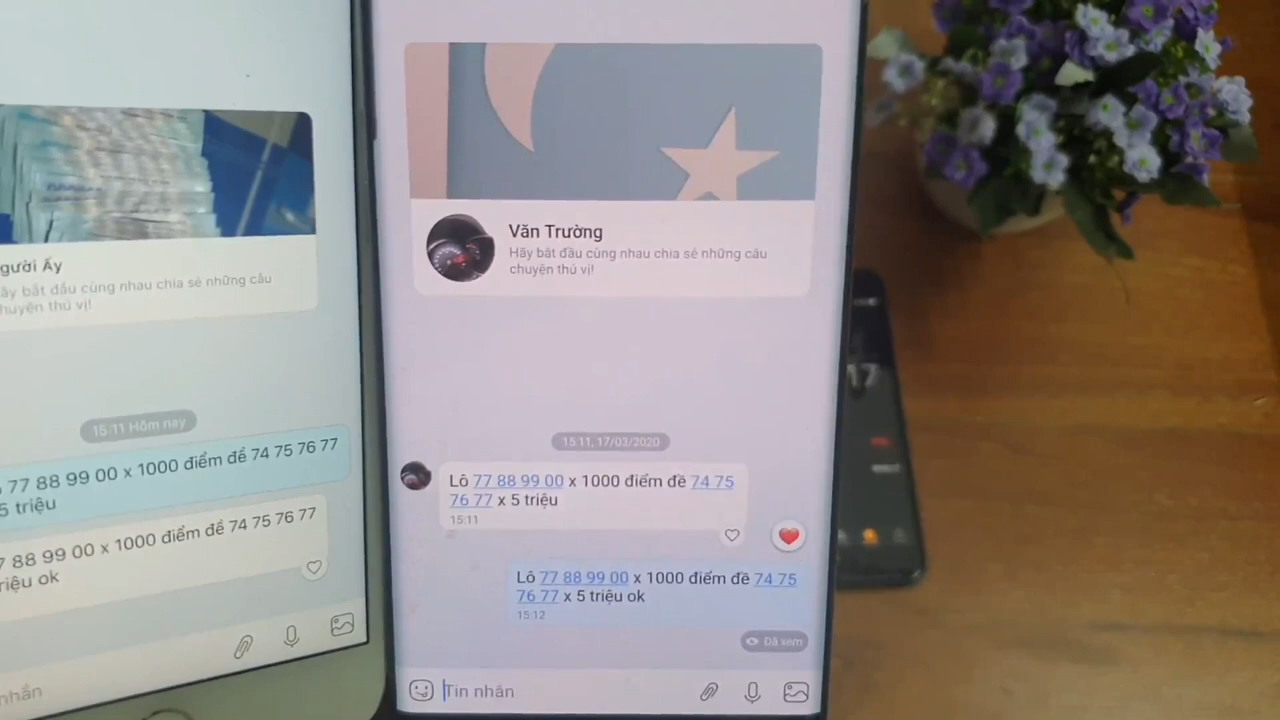 gười Ấy
ãy bắt đầu cùng nhau chia sẻ những câu
huyện thú vị!
15:11 Hôm nay
77 88 99 00 x 1000 điểm đề 74 75 76 77
5 triệu
7 88 99 00 x 1000 điểm đề 74 75 76 77
riệu ok
nhắn
Văn Trường
Hãy bắt đầu cùng nhau chia sẻ những câu
chuyện thú vị!
15:11, 17/03/2020
Lô 77 88 99 00 x 1000 điểm đề 74 75
76 77 x 5 triệu
15:11
Lô 77 88 99 00 x 1000 điểm đề 74 75
76 77 x 5 triệu ok
15:12
Đã xem
Tin nhắn
17